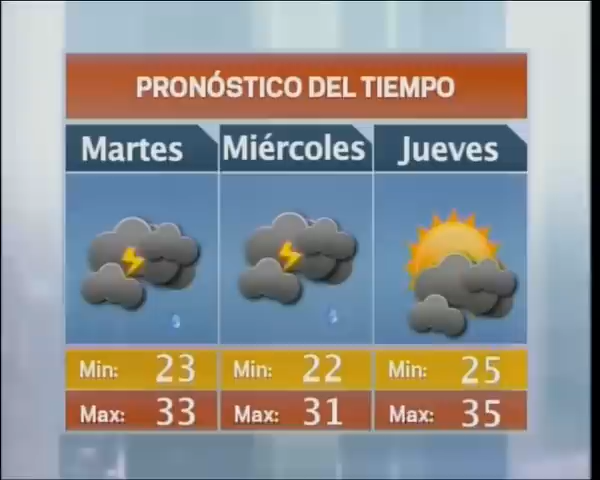 PRONÓSTICO DEL TIEMPO
Martes
Miércoles
Jueves
Min: 23
Min: 22
Min: 25
Max: 33
Max: 31
Max: 35